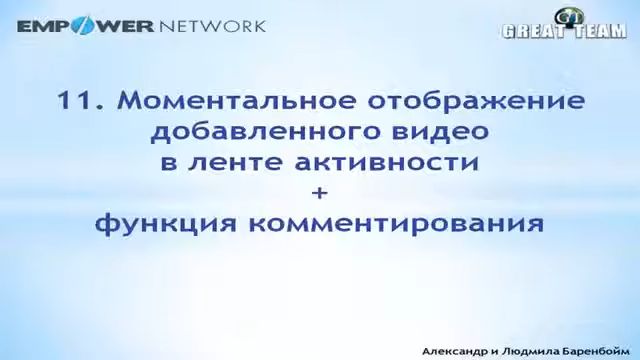 EMPOWER NETWORK
GREAT TEAM
11. Моментальное отображение
добавленного видео
в ленте активности
+
функция комментирования
Александр и Людмила Баренбойм